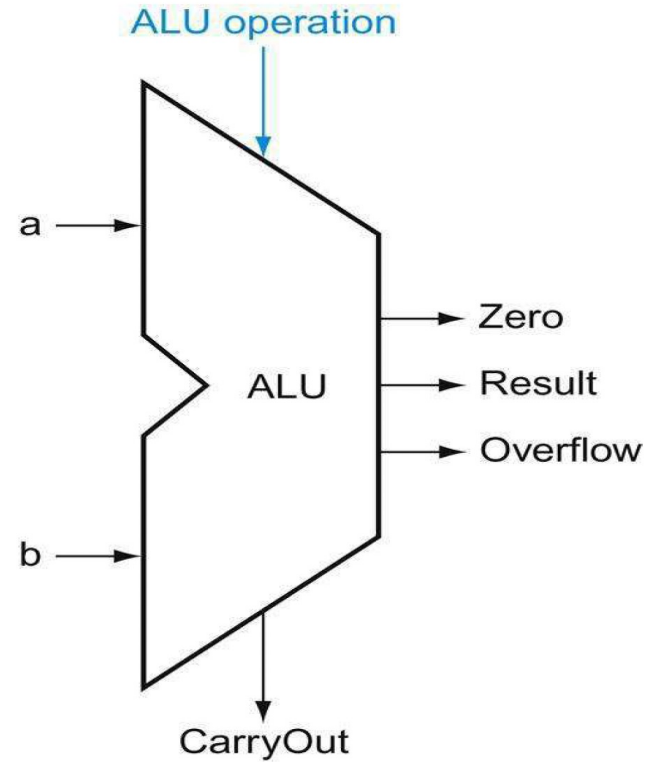 ALU operation
a
Zero
ALU
Result
Overflow
b
CarryOut